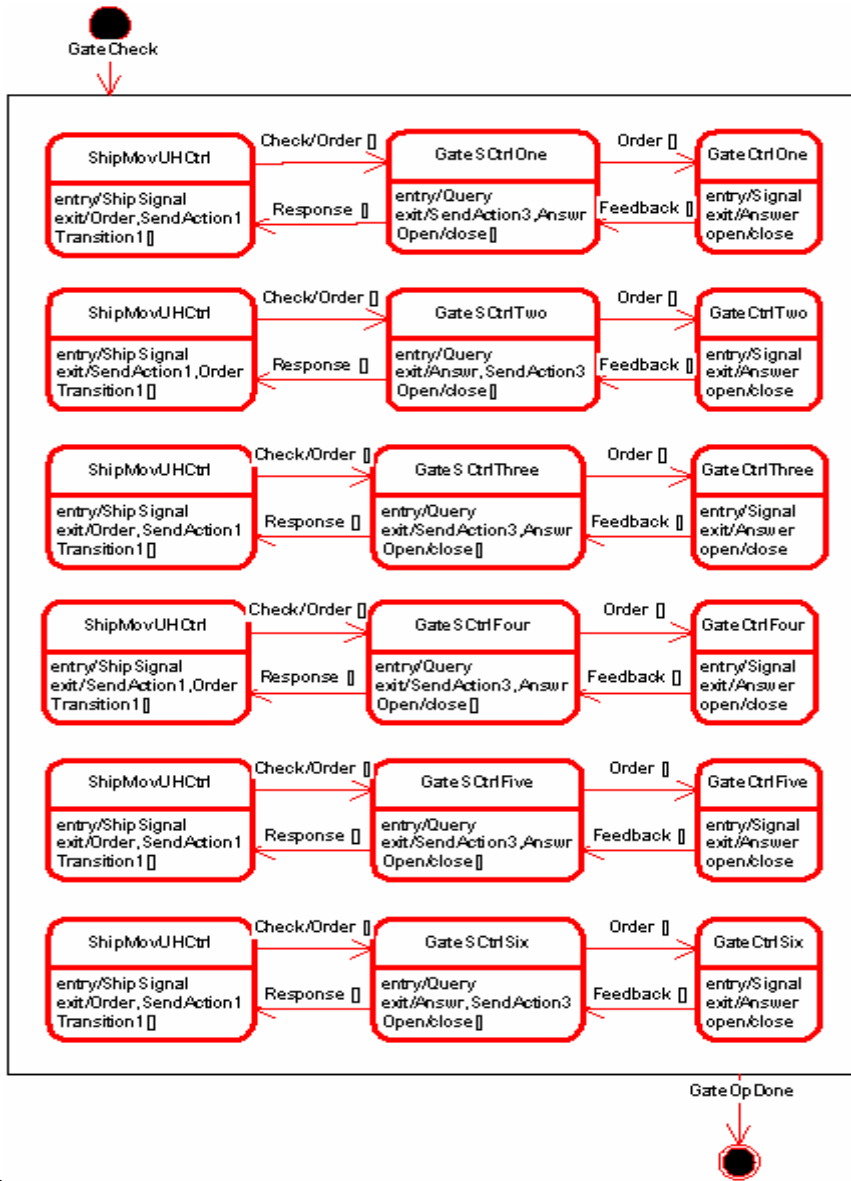 GateCheck
ShipMovUHCtrl
Check/Order []
GateSCtrlOne
Order []
GateCtrlOne
entry/ShipSignal
exit/Order,SendAction1
Transition1[]
Response []
entry/Query
exit/SendAction3,Answr
Open/close[]
Feedback []
entry/Signal
exit/Answer
open/close
ShipMovUHCtrl
Check/Order []
GateSCtrlTwo
Order []
GateCtrlTwo
entry/ShipSignal
exit/SendAction1,Order
Transition1[]
Response []
entry/Query
exit/Answr,SendAction3
Open/close[]
Feedback []
entry/Signal
exit/Answer
open/close
ShipMovUHCtrl
Check/Order []
GateSCtrlThree
Order []
GateCtrlThree
entry/ShipSignal
exit/Order,SendAction1
Transition1[]
Response []
entry/Query
exit/SendAction3,Answr
Open/close[]
Feedback []
entry/Signal
exit/Answer
open/close
ShipMovUHCtrl
Check/Order []
GateSCtrlFour
Order []
GateCtrlFour
entry/ShipSignal
exit/SendAction1,Order
Transition1[]
Response []
entry/Query
exit/SendAction3,Answr
Open/close[]
Feedback []
entry/Signal
exit/Answer
open/close
ShipMovUHCtrl
Check/Order []
GateSCtrlFive
Order []
GateCtrlFive
entry/ShipSignal
exit/Order,SendAction1
Transition1[]
Response []
entry/Query
exit/SendAction3,Answr
Open/close[]
Feedback []
entry/Signal
exit/Answer
open/close
ShipMovUHCtrl
Check/Order []
GateSCtrlSix
Order []
GateCtrlSix
entry/ShipSignal
exit/Order,SendAction1
Transition1[]
Response []
entry/Query
exit/Answr,SendAction3
Open/close[]
Feedback []
entry/Signal
exit/Answer
open/close
GateOpDone